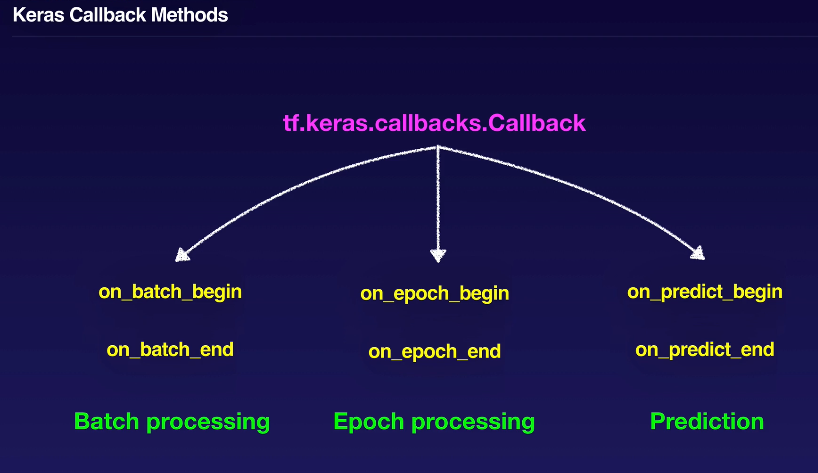 Keras Callback Methods
tf.keras.callbacks.Callback
on_batch_begin on_epoch_begin on_predict_begin
on_batch_end on_epoch_end on_predict_end
Batch processing Epoch processing Prediction